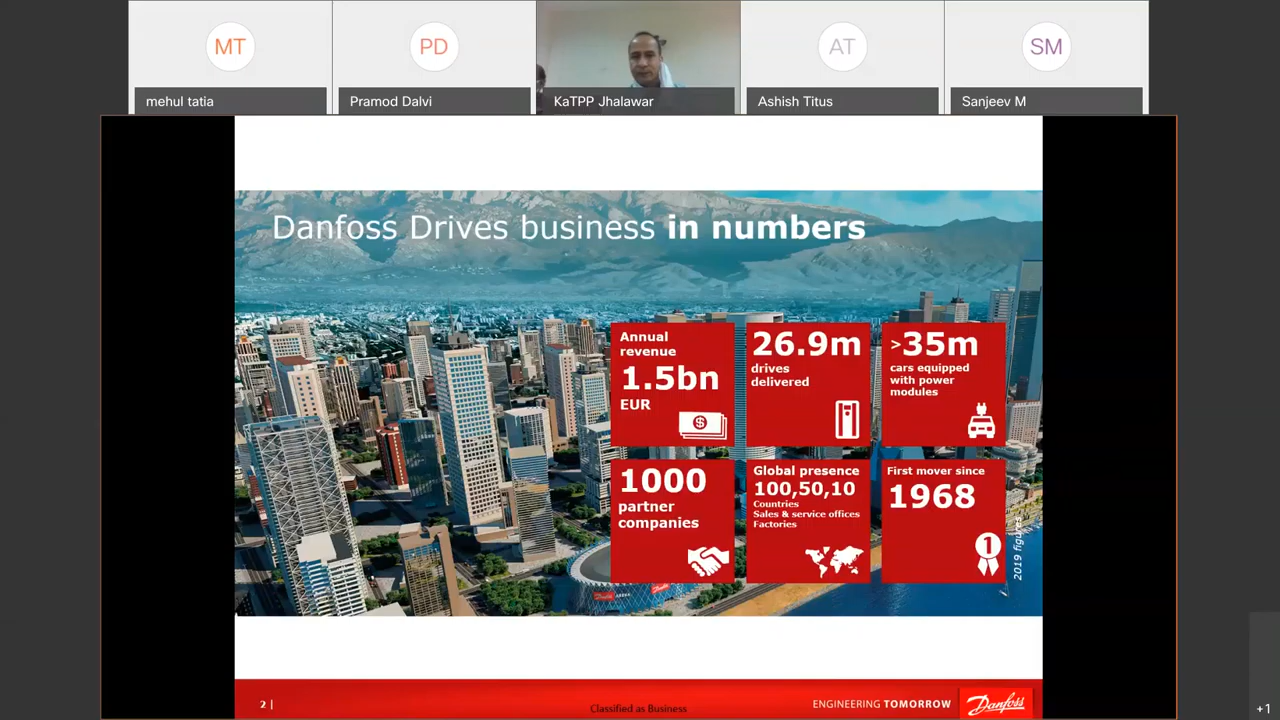 MT
PD
AT
SM
mehul tatia
Pramod Dalvi
KaTPP Jhalawar
Ashish Titus
Sanjeev M
Danfoss Drives business in numbers
Annual
revenue
1.5bn
EUR
26.9m
drives
delivered
>35m
cars equipped
with power
modules
1000
partner
companies
Global presence
100,50,10
Countries
Sales & service offices
Factories
First mover since
1968
1
2019 figures
2 |
Classified as Business
ENGINEERING TOMORROW
Danfoss
+1